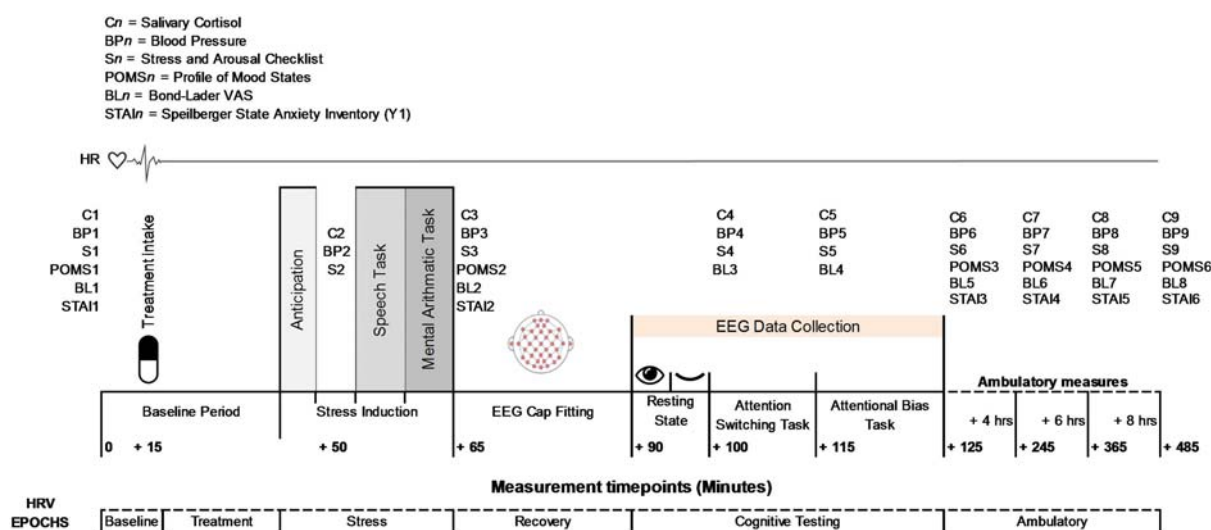 Cn = Salivary Cortisol
BPn = Blood Pressure
Sn = Stress and Arousal Checklist
POMSn = Profile of Mood States
BLn = Bond-Lader VAS
STAIn = Speilberger State Anxiety Inventory (Y1)
HR
C1
BP1
S1
POMS1
BL1
STAI1
Treatment Intake
Anticipation
C2
BP2
S2
Speech Task
Mental Arithmetic Task
C3
BP3
S3
POMS2
BL2
STAI2
C4
BP4
S4
BL3
C5
BP5
S5
BL4
C6
BP6
S6
POMS3
BL5
STAI3
C7
BP7
S7
POMS4
BL6
STAI4
C8
BP8
S8
POMS5
BL7
STAI5
C9
BP9
S9
POMS6
BL8
STAI6
EEG Data Collection
Ambulatory measures
Baseline Period
Stress Induction
EEG Cap Fitting
Resting
State
Attention
Switching Task
Attentional Bias
Task
+ 4 hrs
+ 6 hrs
+ 8 hrs
0
+ 15
+ 50
+ 65
+ 90
+ 100
+ 115
+ 125
+ 245
+ 365
+ 485
Measurement timepoints (Minutes)
HRV
EPOCHS
Baseline
Treatment
Stress
Recovery
Cognitive Testing
Ambulatory